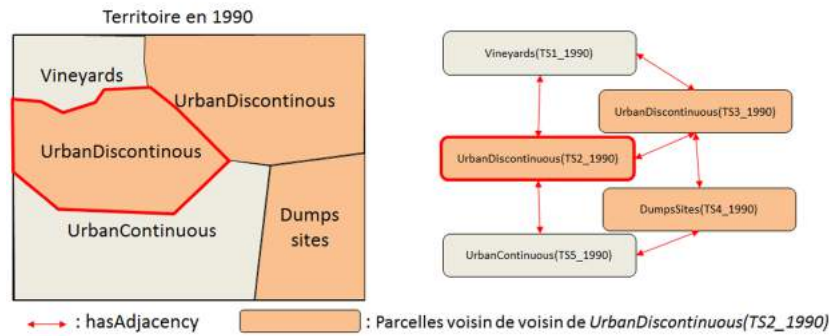 Territoire en 1990
Vineyards
UrbanDiscontinous
UrbanDiscontinous
UrbanContinuous
Dumps
sites
Vineyards(TS1_1990)
UrbanDiscontinuous(TS3_1990)
UrbanDiscontinuous(TS2_1990)
DumpsSites(TS4_1990)
UrbanContinuous(TS5_1990)
: hasAdjacency
: Parcelles voisin de voisin de UrbanDiscontinuous(TS2_1990)